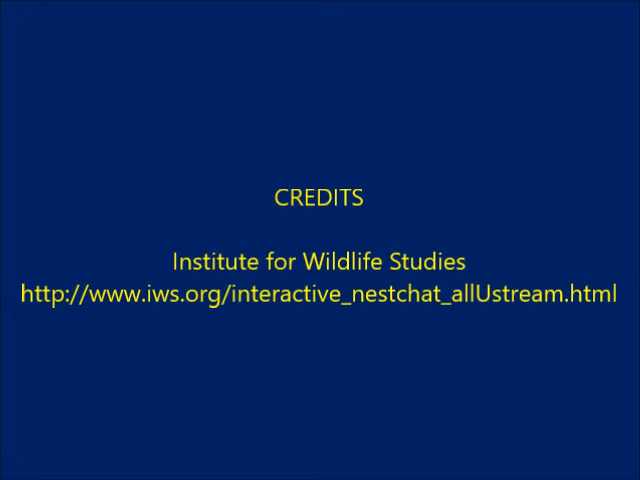 CREDITS
Institute for Wildlife Studies
http://www.iws.org/interactive_nestchat_allUstream.html